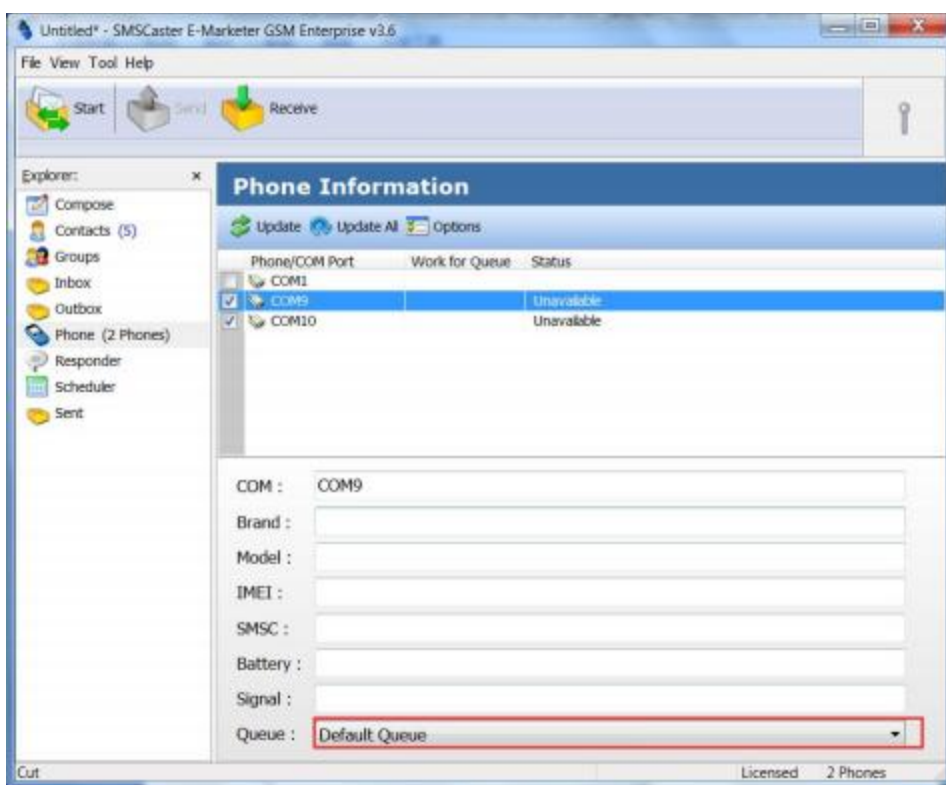 Untitled* - SMSCaster E-Marketer GSM Enterprise v3.6
File View Tool Help
Start Send Receive
Explorer: x
Compose
Contacts (5)
Groups
Inbox
Outbox
Phone (2 Phones)
Responder
Scheduler
Sent
Phone Information
Update Update All Options
Phone/COM Port Work for Queue Status
COM1
COM9 Unavailable
COM10 Unavailable
COM : COM9
Brand :
Model :
IMEI :
SMSC :
Battery :
Signal :
Queue : Default Queue
Cut Licensed 2 Phones